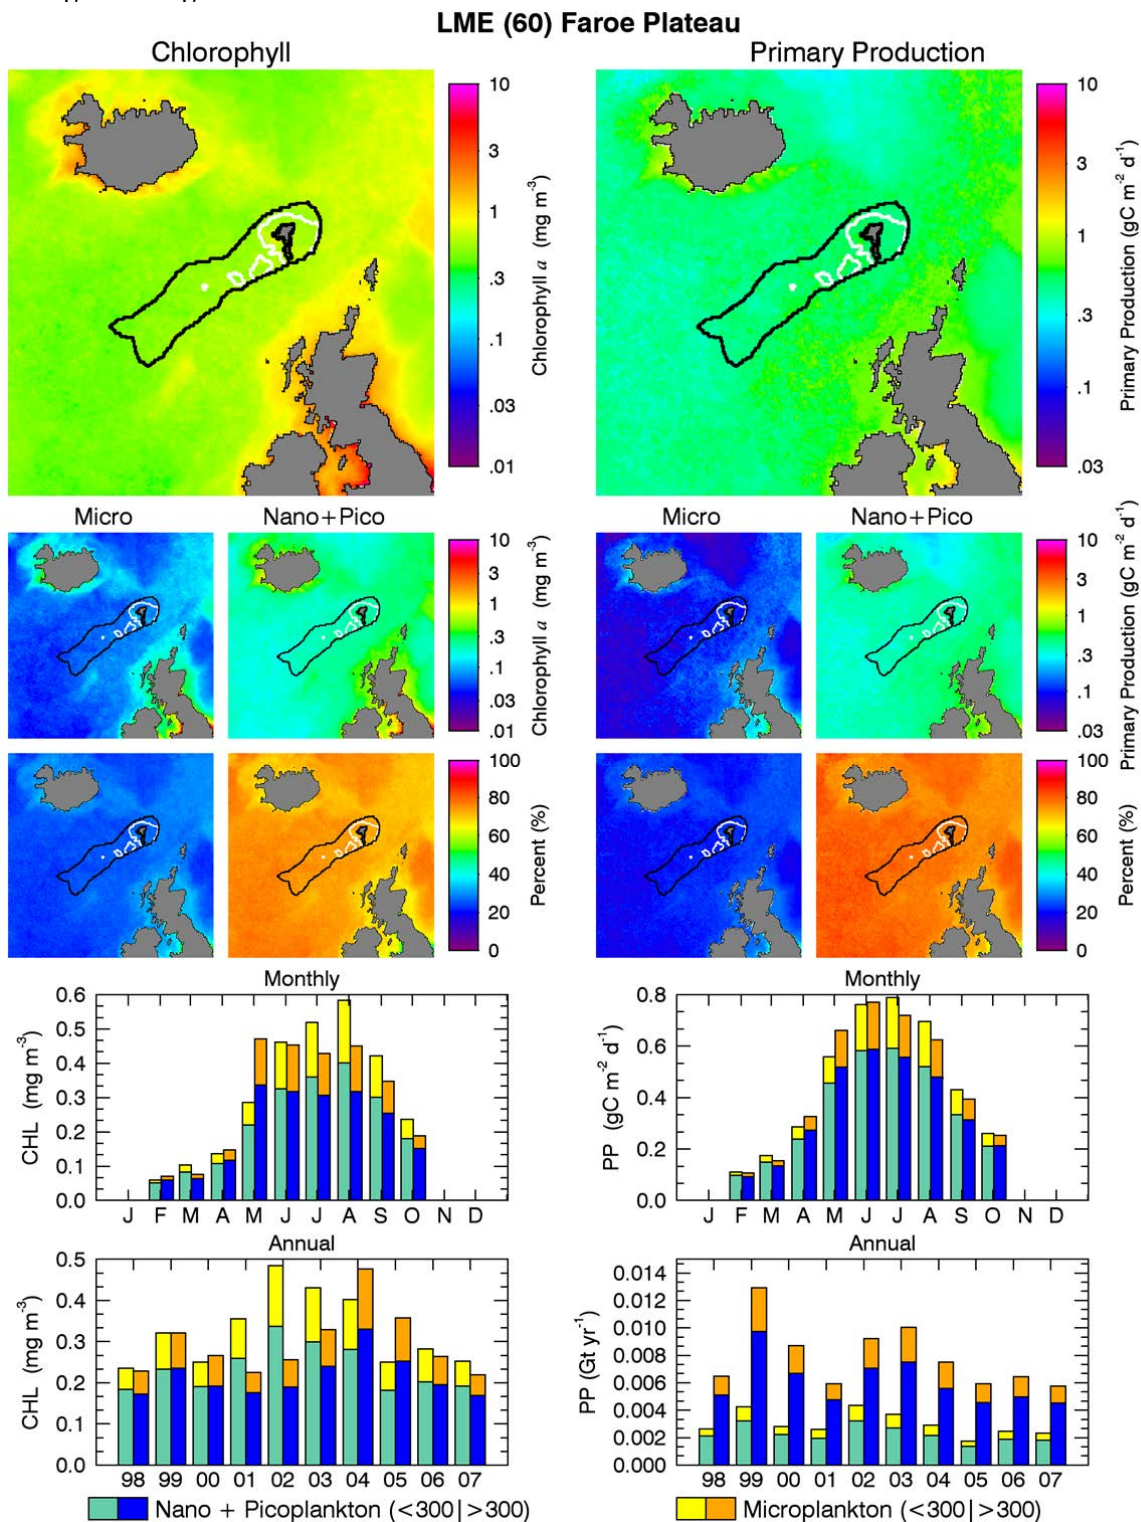 LME (60) Faroe Plateau
Chlorophyll
Primary Production
10
3
1
.3
.1
.03
.01
Chlorophyll a (mg m-3)
10
3
1
.3
.1
.03
Primary Production (gC m-2 d-1)
Micro
Nano+Pico
10
3
1
.3
.1
.03
.01
Chlorophyll a (mg m-3)
Micro
Nano+Pico
10
3
1
.3
.1
.03
Primary Production (gC m-2 d-1)
100
80
60
40
20
0
Percent (%)
100
80
60
40
20
0
Percent (%)
Monthly
0.6
0.5
0.4
0.3
0.2
0.1
0.0
CHL (mg m-3)
J F M A M J J A S O N D
Monthly
0.8
0.6
0.4
0.2
0.0
PP (gC m-2 d-1)
J F M A M J J A S O N D
Annual
0.5
0.4
0.3
0.2
0.1
0.0
CHL (mg m-3)
98 99 00 01 02 03 04 05 06 07
Annual
0.014
0.012
0.010
0.008
0.006
0.004
0.002
0.000
PP (Gt yr-1)
98 99 00 01 02 03 04 05 06 07
Nano + Picoplankton (<300|>300)
Microplankton (<300|>300)